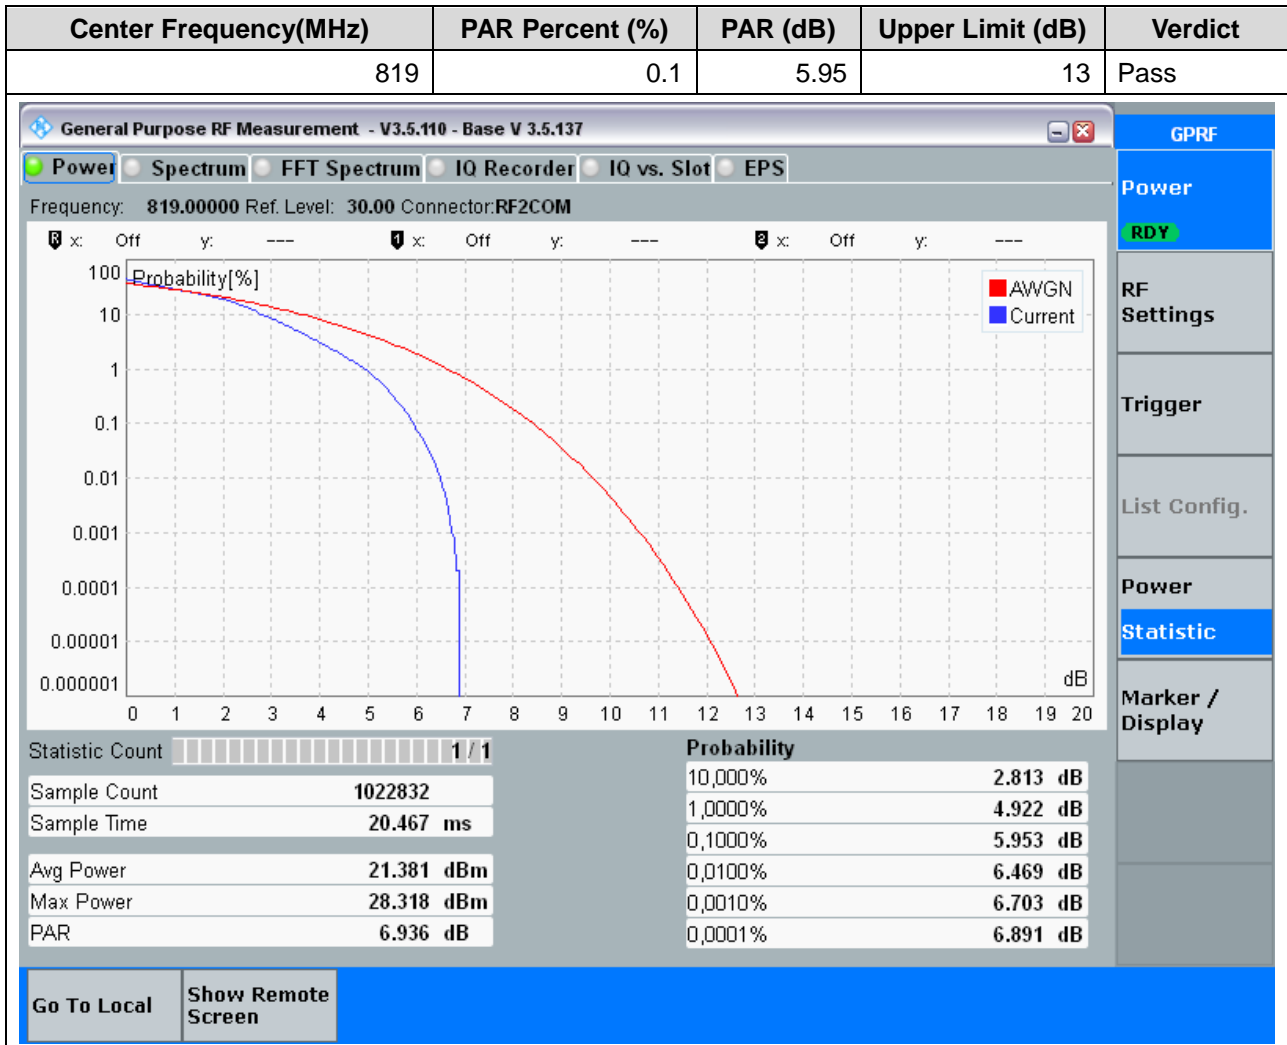 Center Frequency(MHz) PAR Percent (%) PAR (dB) Upper Limit (dB) Verdict
819 0.1 5.95 13 Pass
General Purpose RF Measurement - V3.5.110 - Base V 3.5.137
GPRF
Power Spectrum FFT Spectrum IQ Recorder IQ vs. Slot EPS
Power
RDY
Frequency: 819.00000 Ref. Level: 30.00 Connector:RF2COM
R x: Off y: --- 1 x: Off y: --- 2 x: Off y: ---
Probability[%]
AWGN
Current
100
10
1
0.1
0.01
0.001
0.0001
0.00001
0.000001
dB
0 1 2 3 4 5 6 7 8 9 10 11 12 13 14 15 16 17 18 19 20
RF
Settings
Trigger
List Config.
Power
Statistic
Marker /
Display
Statistic Count 1 / 1
Sample Count 1022832
Sample Time 20.467 ms
Avg Power 21.381 dBm
Max Power 28.318 dBm
PAR 6.936 dB
Probability
10,000% 2.813 dB
1,0000% 4.922 dB
0,1000% 5.953 dB
0,0100% 6.469 dB
0,0010% 6.703 dB
0,0001% 6.891 dB
Go To Local
Show Remote
Screen